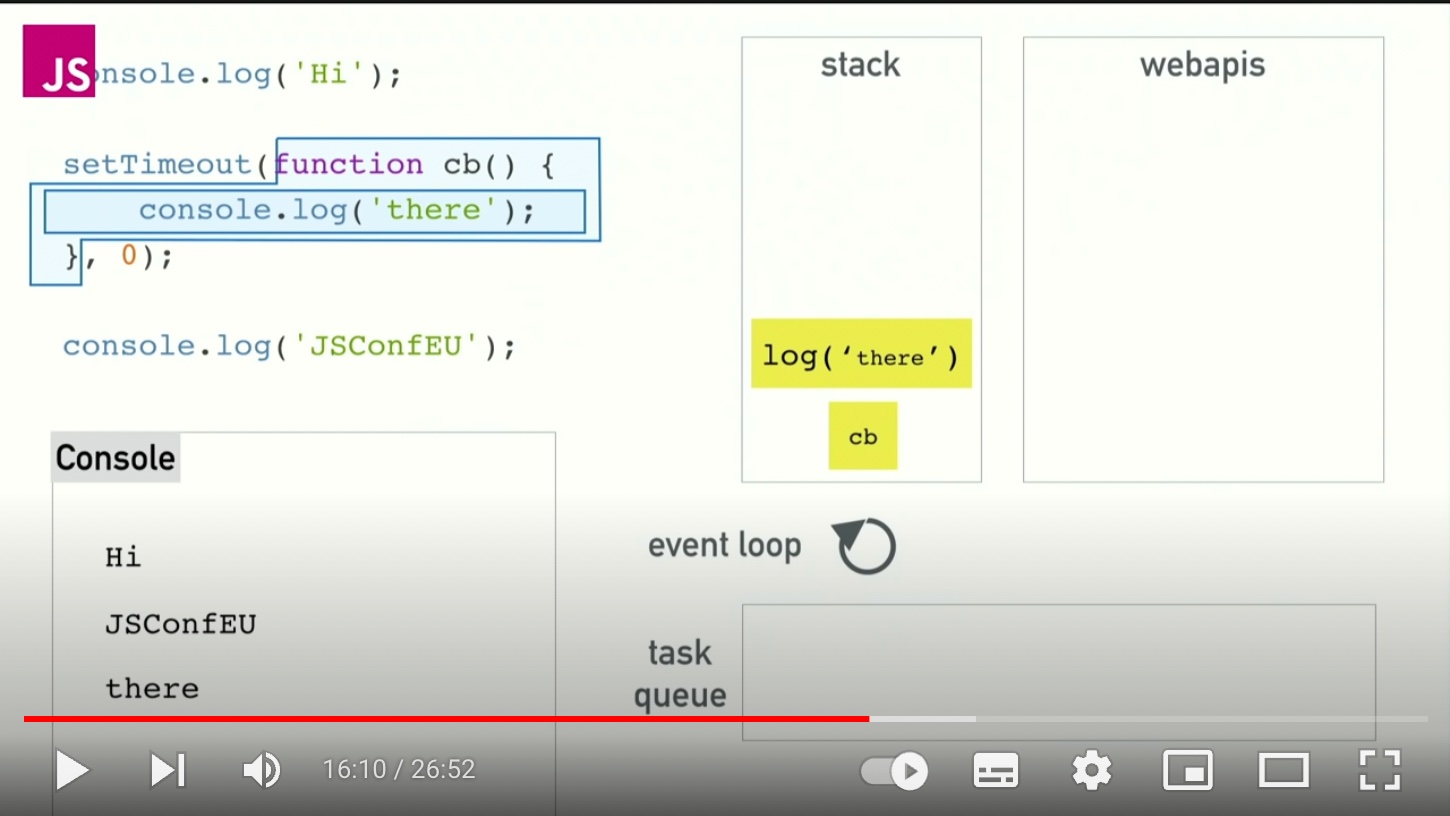 JS
onsole.log('Hi');
setTimeout(function cb() {
console.log('there');
}, 0);
console.log('JSConfEU');
Console
Hi
JSConfEU
there
stack
log(‘there’)
cb
webapis
event loop
task
queue
16:10 / 26:52